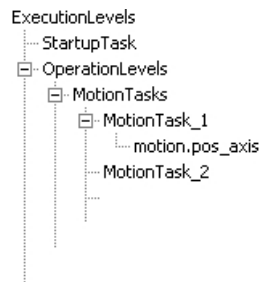 ExecutionLevels
StartupTask
OperationLevels
MotionTasks
MotionTask_1
motion.pos_axis
MotionTask_2